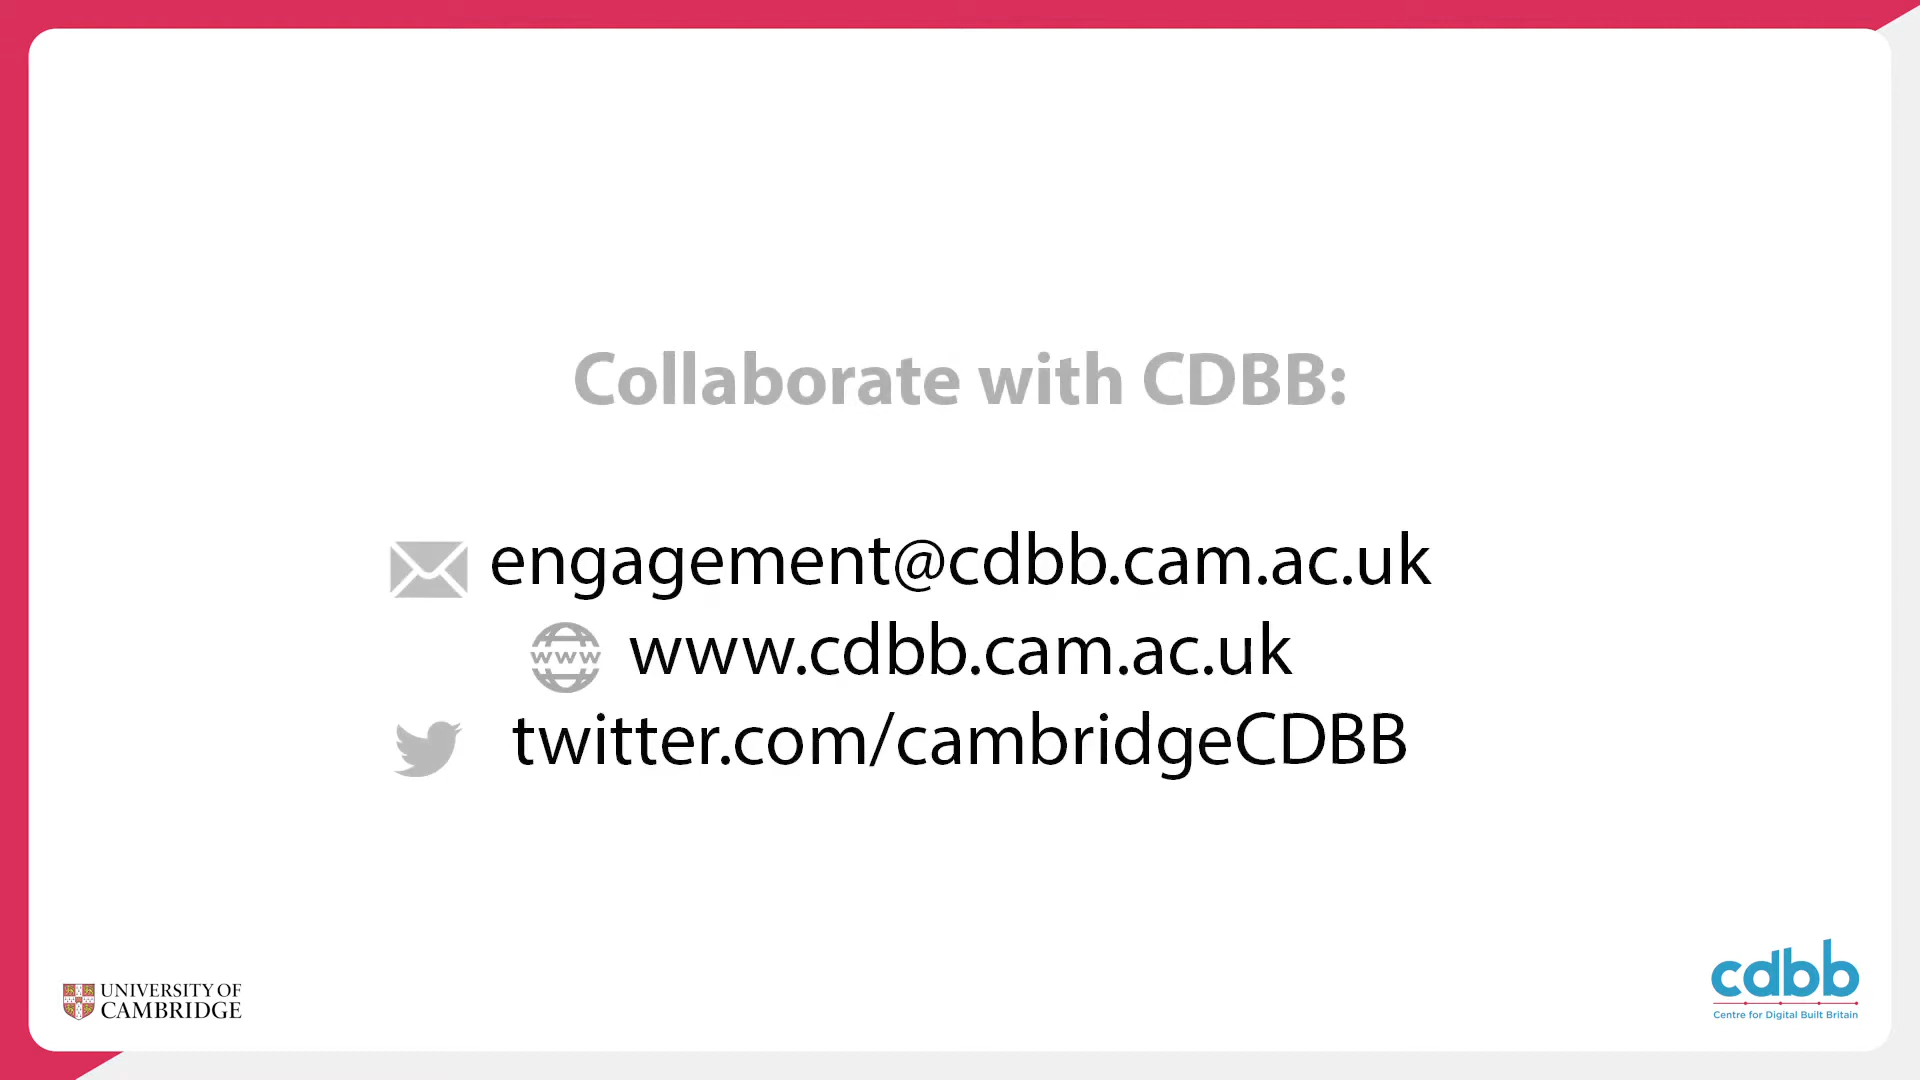 Collaborate with CDBB:
engagement@cdbb.cam.ac.uk
www
www.cdbb.cam.ac.uk
twitter.com/cambridgeCDBB
UNIVERSITY OF
CAMBRIDGE
cdbb
Centre for Digital Built Britain